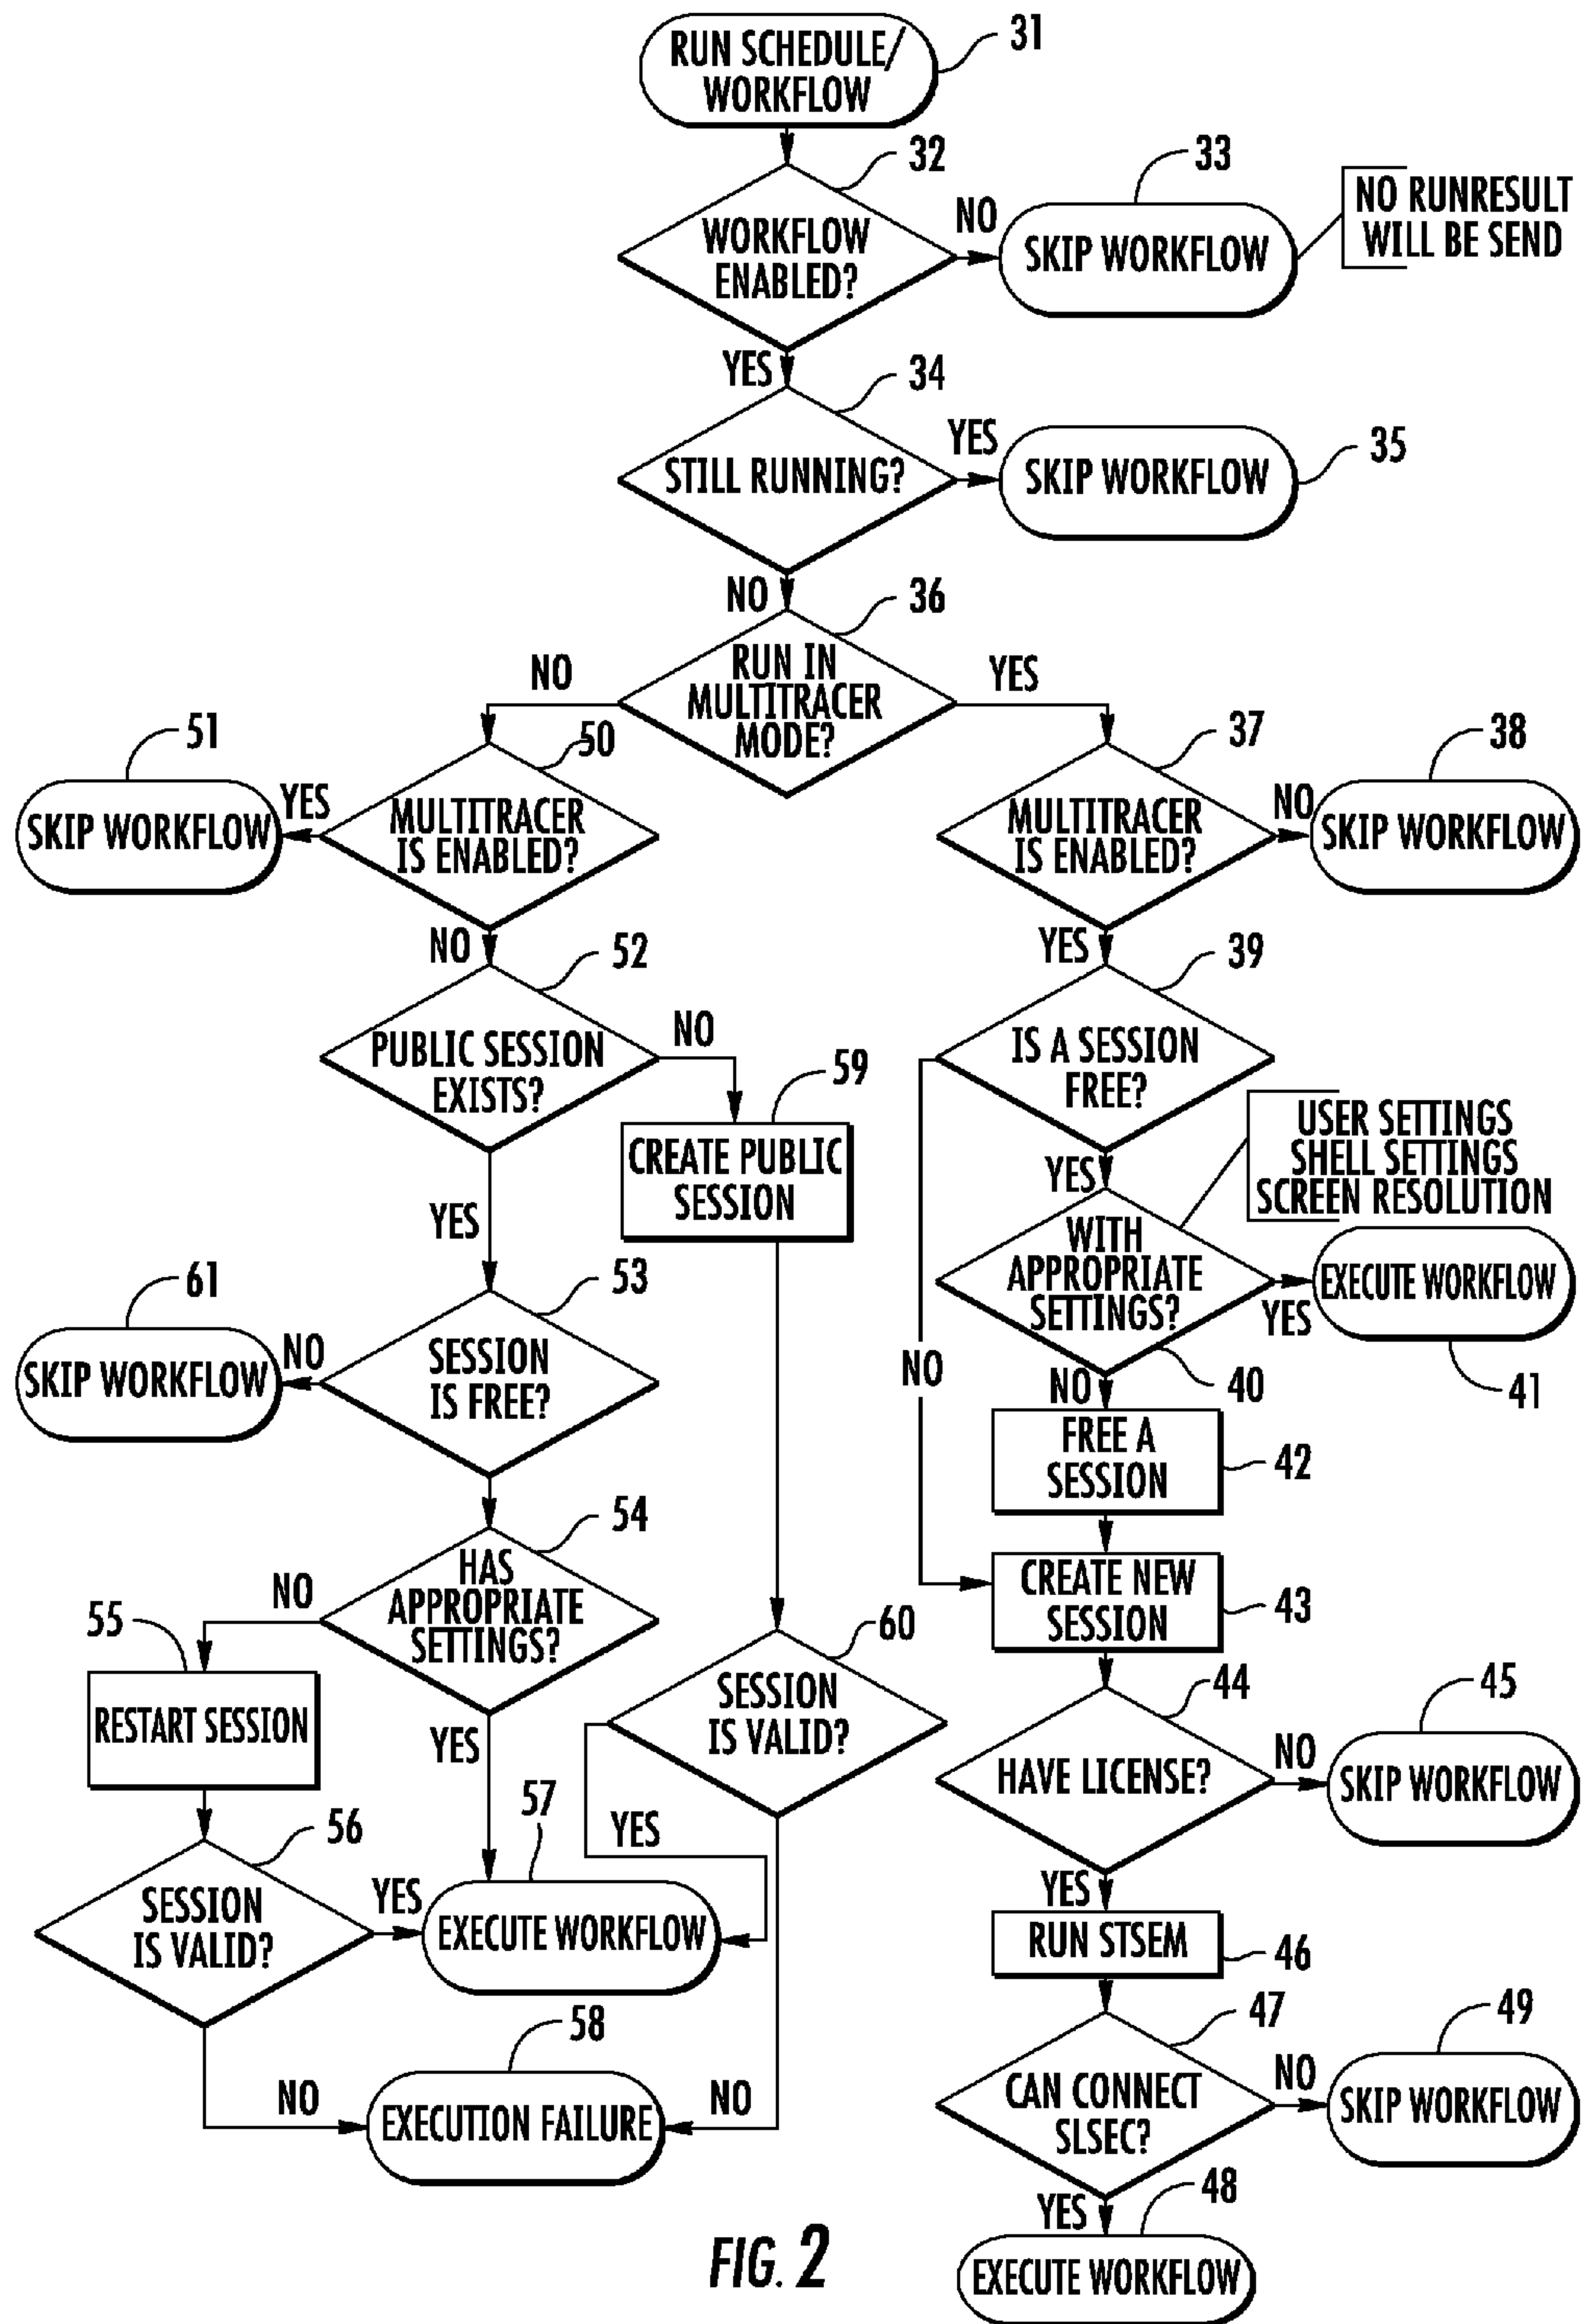 RUN SCHEDULE/
WORKFLOW
31
32
WORKFLOW
ENABLED?
NO
33
SKIP WORKFLOW
NO RUNRESULT
WILL BE SEND
YES
34
STILL RUNNING?
YES
SKIP WORKFLOW
35
NO
36
RUN IN
MULTITRACER
MODE?
NO
YES
51
SKIP WORKFLOW
YES
50
MULTITRACER
IS ENABLED?
37
MULTITRACER
IS ENABLED?
NO
38
SKIP WORKFLOW
NO
52
PUBLIC SESSION
EXISTS?
NO
59
CREATE PUBLIC
SESSION
YES
39
IS A SESSION
FREE?
YES
USER SETTINGS
SHELL SETTINGS
SCREEN RESOLUTION
WITH
APPROPRIATE
SETTINGS?
YES
EXECUTE WORKFLOW
40
41
YES
53
61
SKIP WORKFLOW
NO
SESSION
IS FREE?
NO
NO
FREE A
SESSION
42
54
HAS
APPROPRIATE
SETTINGS?
NO
CREATE NEW
SESSION
43
55
RESTART SESSION
YES
60
SESSION
IS VALID?
44
HAVE LICENSE?
NO
45
SKIP WORKFLOW
56
SESSION
IS VALID?
YES
57
EXECUTE WORKFLOW
YES
YES
RUN STSEM
46
NO
58
EXECUTION FAILURE
NO
47
CAN CONNECT
SLSEC?
NO
49
SKIP WORKFLOW
YES
48
EXECUTE WORKFLOW
FIG. 2